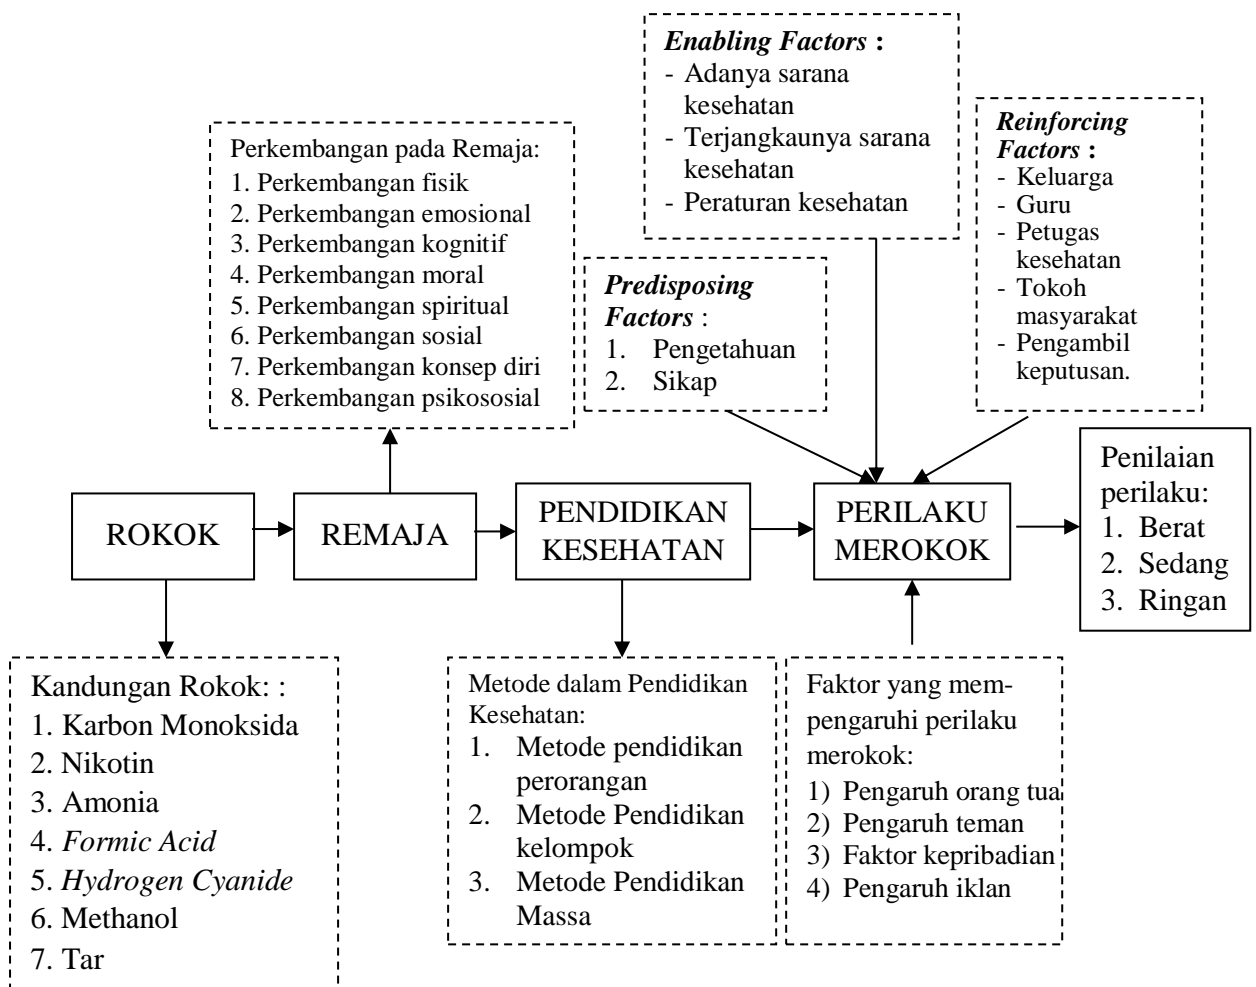 Enabling Factors :
- Adanya sarana
kesehatan
- Terjangkaunya sarana
kesehatan
- Peraturan kesehatan
Reinforcing
Factors :
- Keluarga
- Guru
- Petugas
kesehatan
- Tokoh
masyarakat
- Pengambil
keputusan.
Perkembangan pada Remaja:
1. Perkembangan fisik
2. Perkembangan emosional
3. Perkembangan kognitif
4. Perkembangan moral
5. Perkembangan spiritual
6. Perkembangan sosial
7. Perkembangan konsep diri
8. Perkembangan psikososial
Predisposing
Factors :
1. Pengetahuan
2. Sikap
ROKOK
REMAJA
PENDIDIKAN
KESEHATAN
PERILAKU
MEROKOK
Penilaian
perilaku:
1. Berat
2. Sedang
3. Ringan
Kandungan Rokok: :
1. Karbon Monoksida
2. Nikotin
3. Amonia
4. Formic Acid
5. Hydrogen Cyanide
6. Methanol
7. Tar
Metode dalam Pendidikan
Kesehatan:
1. Metode pendidikan
perorangan
2. Metode Pendidikan
kelompok
3. Metode Pendidikan
Massa
Faktor yang mem-
pengaruhi perilaku
merokok:
1) Pengaruh orang tua
2) Pengaruh teman
3) Faktor kepribadian
4) Pengaruh iklan